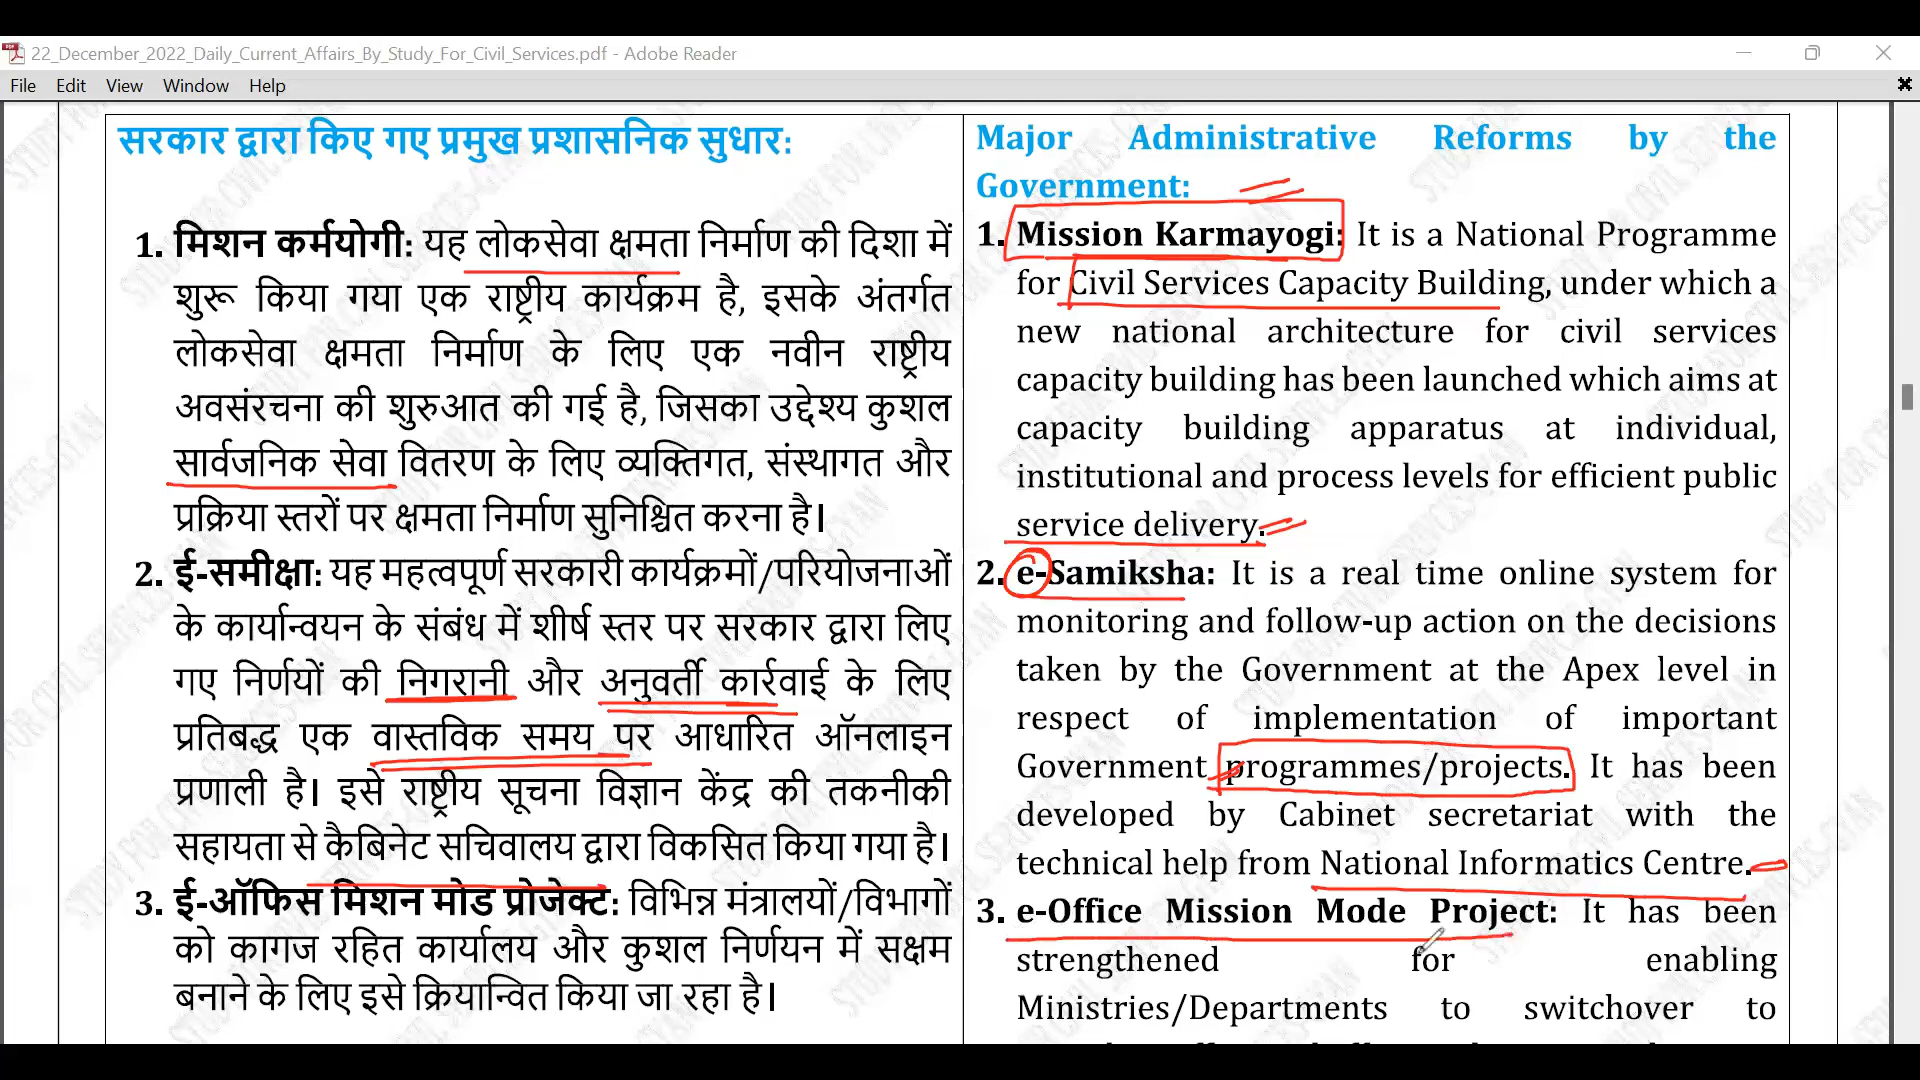 22_December_2022_Daily_Current_Affairs_By_Study_For_Civil_Services.pdf - Adobe Reader
File Edit View Window Help
सरकार द्वारा किए गए प्रमुख प्रशासनिक सुधार:
1. मिशन कर्मयोगी: यह लोकसेवा क्षमता निर्माण की दिशा में
शुरू किया गया एक राष्ट्रीय कार्यक्रम है, इसके अंतर्गत
लोकसेवा क्षमता निर्माण के लिए एक नवीन राष्ट्रीय
अवसंरचना की शुरुआत की गई है, जिसका उद्देश्य कुशल
सार्वजनिक सेवा वितरण के लिए व्यक्तिगत, संस्थागत और
प्रक्रिया स्तरों पर क्षमता निर्माण सुनिश्चित करना है।
2. ई-समीक्षा: यह महत्वपूर्ण सरकारी कार्यक्रमों/परियोजनाओं
के कार्यान्वयन के संबंध में शीर्ष स्तर पर सरकार द्वारा लिए
गए निर्णयों की निगरानी और अनुवर्ती कार्रवाई के लिए
प्रतिबद्ध एक वास्तविक समय पर आधारित ऑनलाइन
प्रणाली है। इसे राष्ट्रीय सूचना विज्ञान केंद्र की तकनीकी
सहायता से कैबिनेट सचिवालय द्वारा विकसित किया गया है।
3. ई-ऑफिस मिशन मोड प्रोजेक्ट: विभिन्न मंत्रालयों/विभागों
को कागज रहित कार्यालय और कुशल निर्णयन में सक्षम
बनाने के लिए इसे क्रियान्वित किया जा रहा है।
Major Administrative Reforms by the
Government:
1. Mission Karmayogi: It is a National Programme
for Civil Services Capacity Building, under which a
new national architecture for civil services
capacity building has been launched which aims at
capacity building apparatus at individual,
institutional and process levels for efficient public
service delivery.
2. e-Samiksha: It is a real time online system for
monitoring and follow-up action on the decisions
taken by the Government at the Apex level in
respect of implementation of important
Government programmes/projects. It has been
developed by Cabinet secretariat with the
technical help from National Informatics Centre.
3. e-Office Mission Mode Project: It has been
strengthened for enabling
Ministries/Departments to switchover to